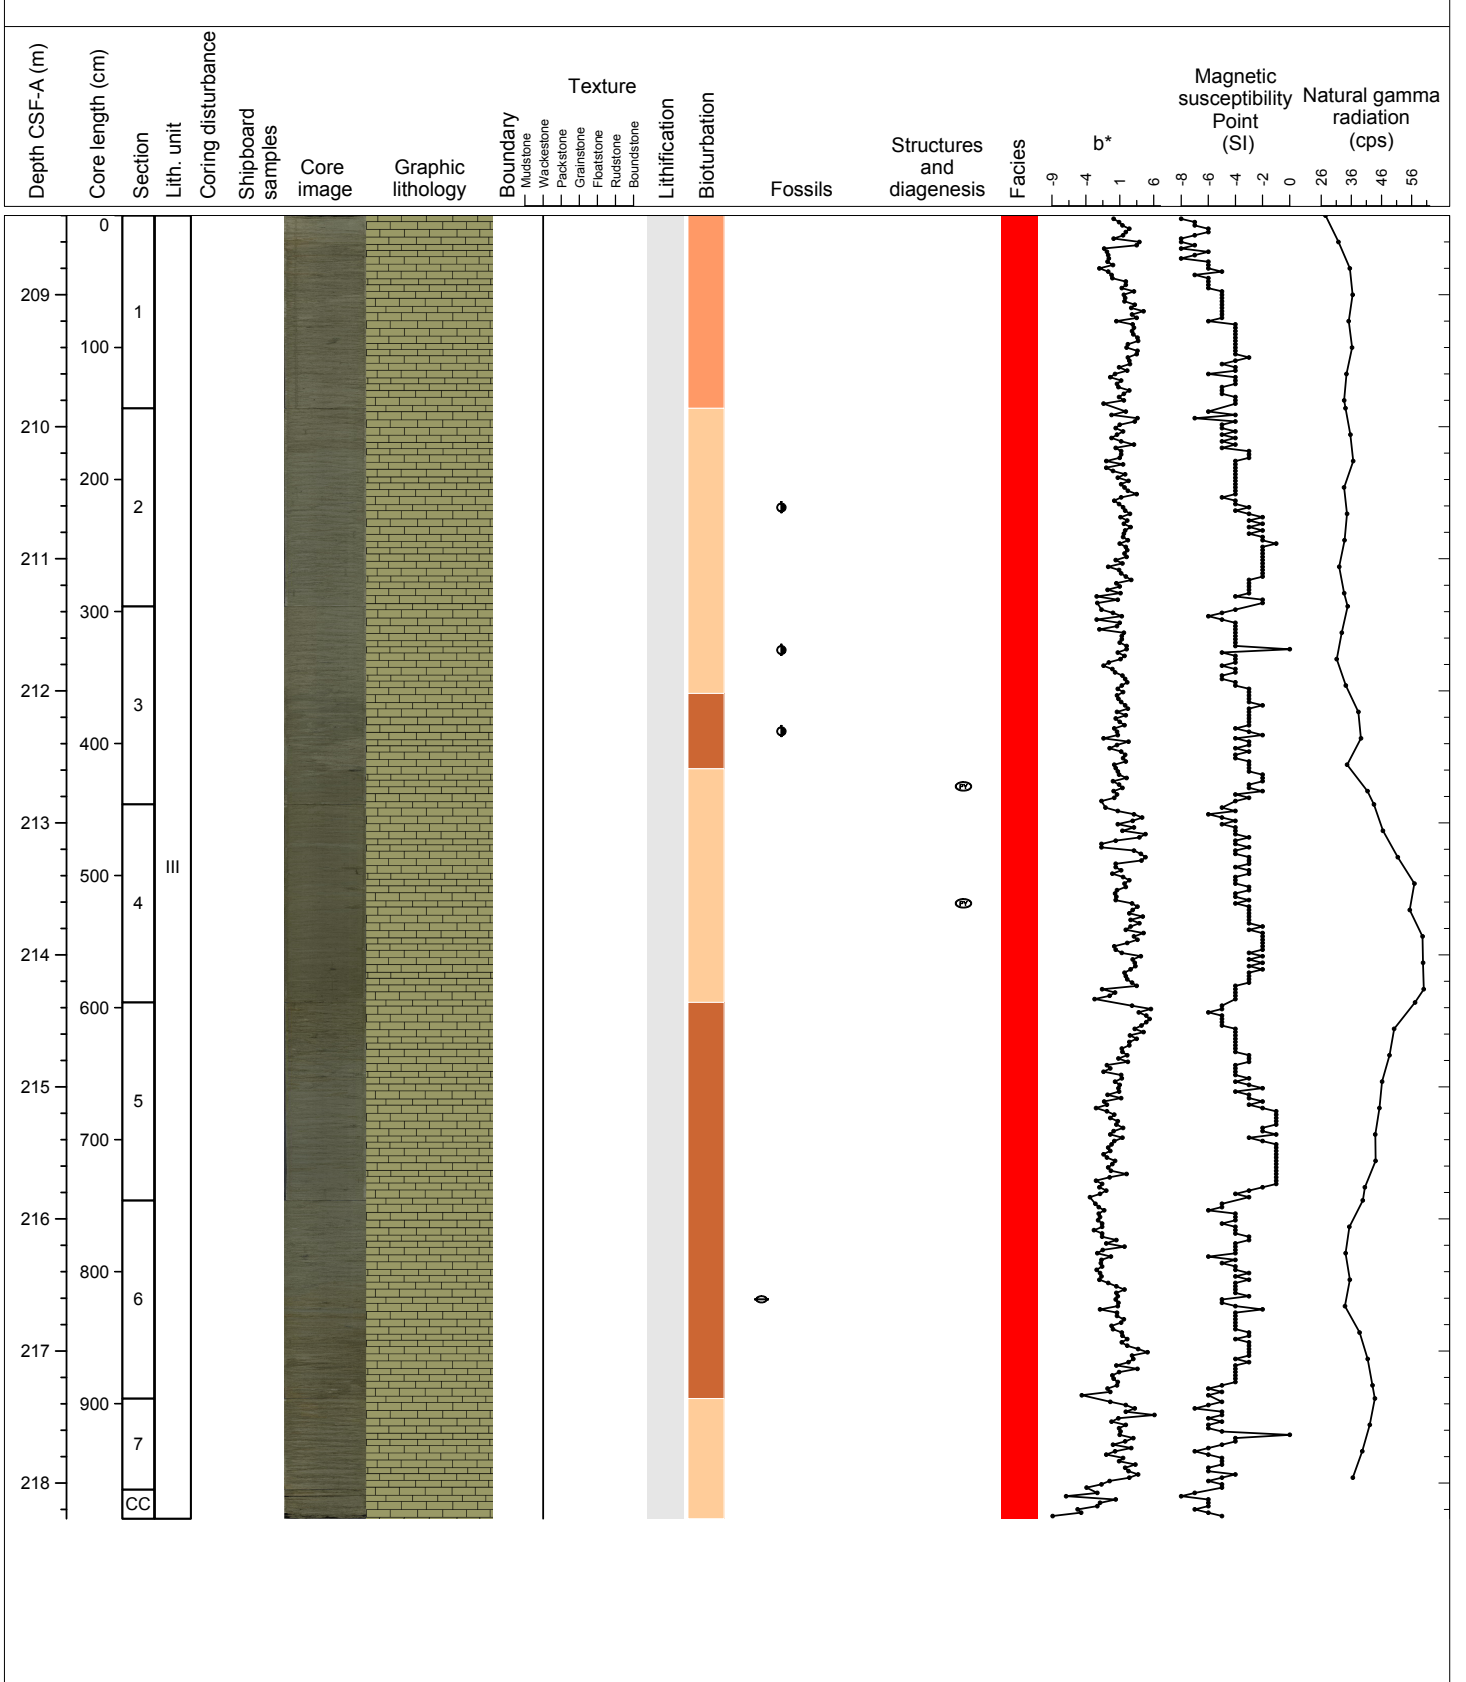 Depth CSF-A (m)
Core length (cm)
Section
Lith. unit
Coring disturbance
Shipboard
samples
Core
image
Graphic
lithology
Boundary
Texture
Mudstone
Wackestone
Packstone
Grainstone
Floatstone
Rudstone
Boundstone
Lithification
Bioturbation
Fossils
Structures
and
diagenesis
Facies
b*
-9 -4 1 6
Magnetic
susceptibility
Point
(SI)
-8 -6 -4 -2 0
Natural gamma
radiation
(cps)
26 36 46 56
0
209
1
100
210
200
2
211
300
212
3
400
PY
213
III
500
4
PY
214
600
215
5
700
216
800
6
217
900
7
218
CC